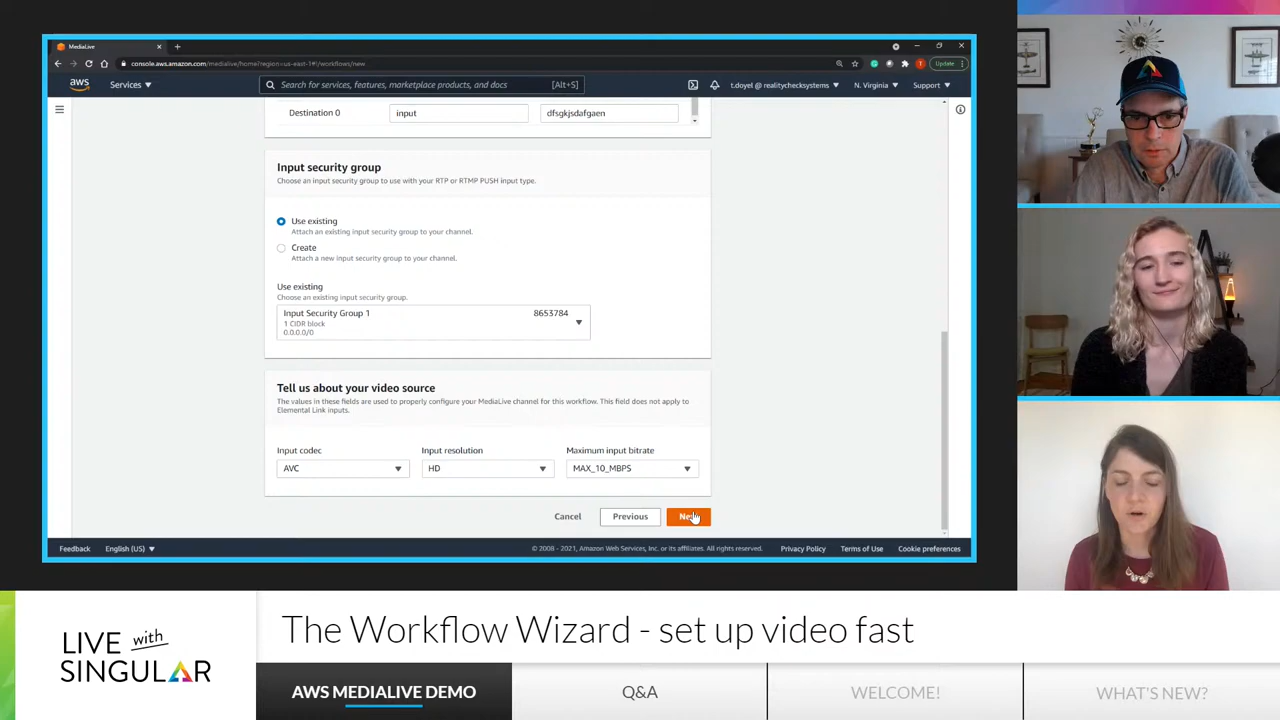 MediaLive
console.aws.amazon.com/medialive/home?region=us-east-1#!/workflows/new
Update
aws
Services
Search for services, features, marketplace products, and docs
[Alt+S]
t.doyel @ realitychecksystems
N. Virginia
Support
Destination 0
input
dfsgkjsdafgaen
Input security group
Choose an input security group to use with your RTP or RTMP PUSH input type.
Use existing
Attach an existing input security group to your channel.
Create
Attach a new input security group to your channel.
Use existing
Choose an existing input security group.
Input Security Group 1 8653784
1 CIDR block
0.0.0.0/0
Tell us about your video source
The values in these fields are used to properly configure your MediaLive channel for this workflow. This field does not apply to
Elemental Link inputs.
Input codec Input resolution Maximum input bitrate
AVC HD MAX_10_MBPS
Cancel Previous Next
Feedback English (US) © 2008 - 2021, Amazon Web Services, Inc. or its affiliates. All rights reserved. Privacy Policy Terms of Use Cookie preferences
LIVE with
SINGULAR
The Workflow Wizard - set up video fast
AWS MEDIALIVE DEMO Q&A WELCOME! WHAT'S NEW?